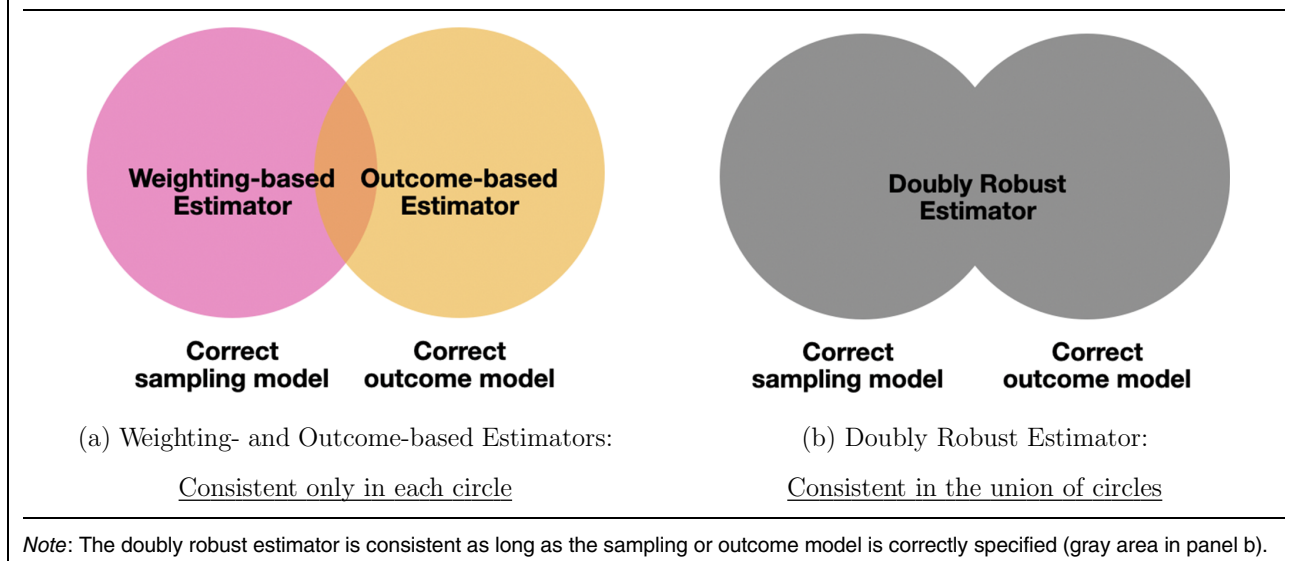 Weighting-based
Estimator
Outcome-based
Estimator
Correct
sampling model
Correct
outcome model
(a) Weighting- and Outcome-based Estimators:
Consistent only in each circle
Doubly Robust
Estimator
Correct
sampling model
Correct
outcome model
(b) Doubly Robust Estimator:
Consistent in the union of circles
Note: The doubly robust estimator is consistent as long as the sampling or outcome model is correctly specified (gray area in panel b).